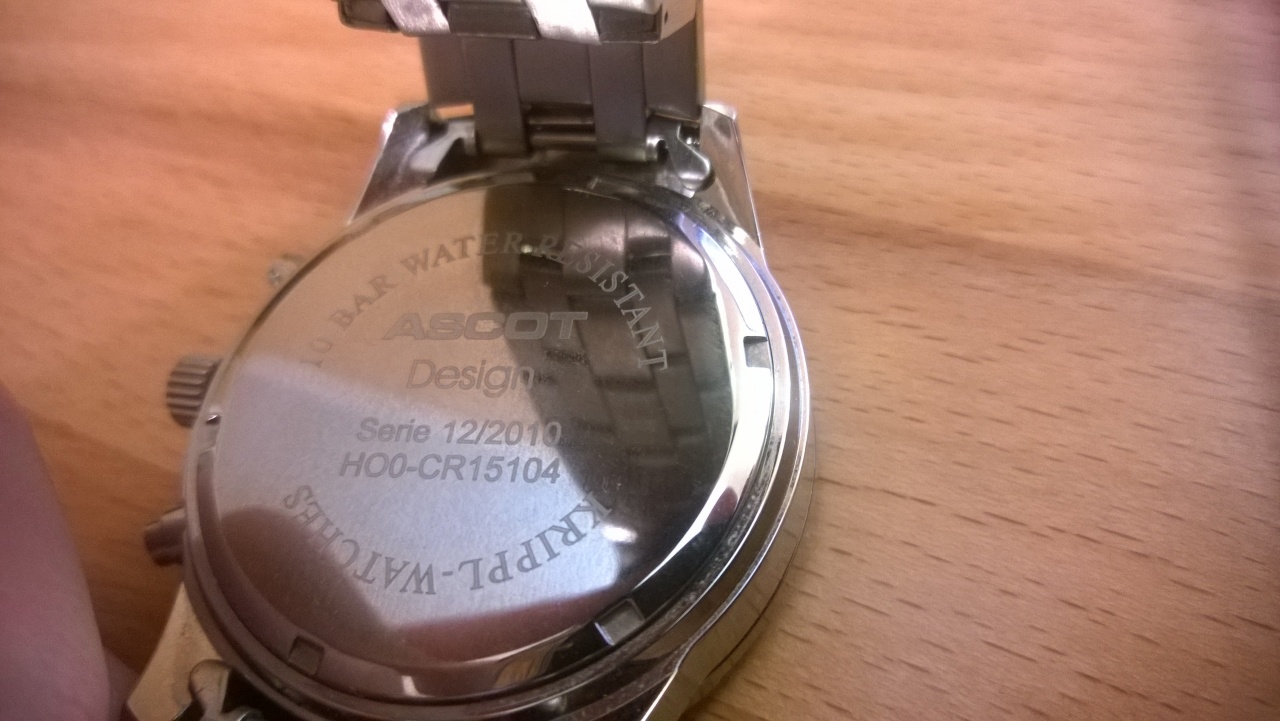 10 BAR WATER RESISTANT
ASCOT
Design
Serie 12/2010
HO0-CR15104
KRIPPL-WATCHES